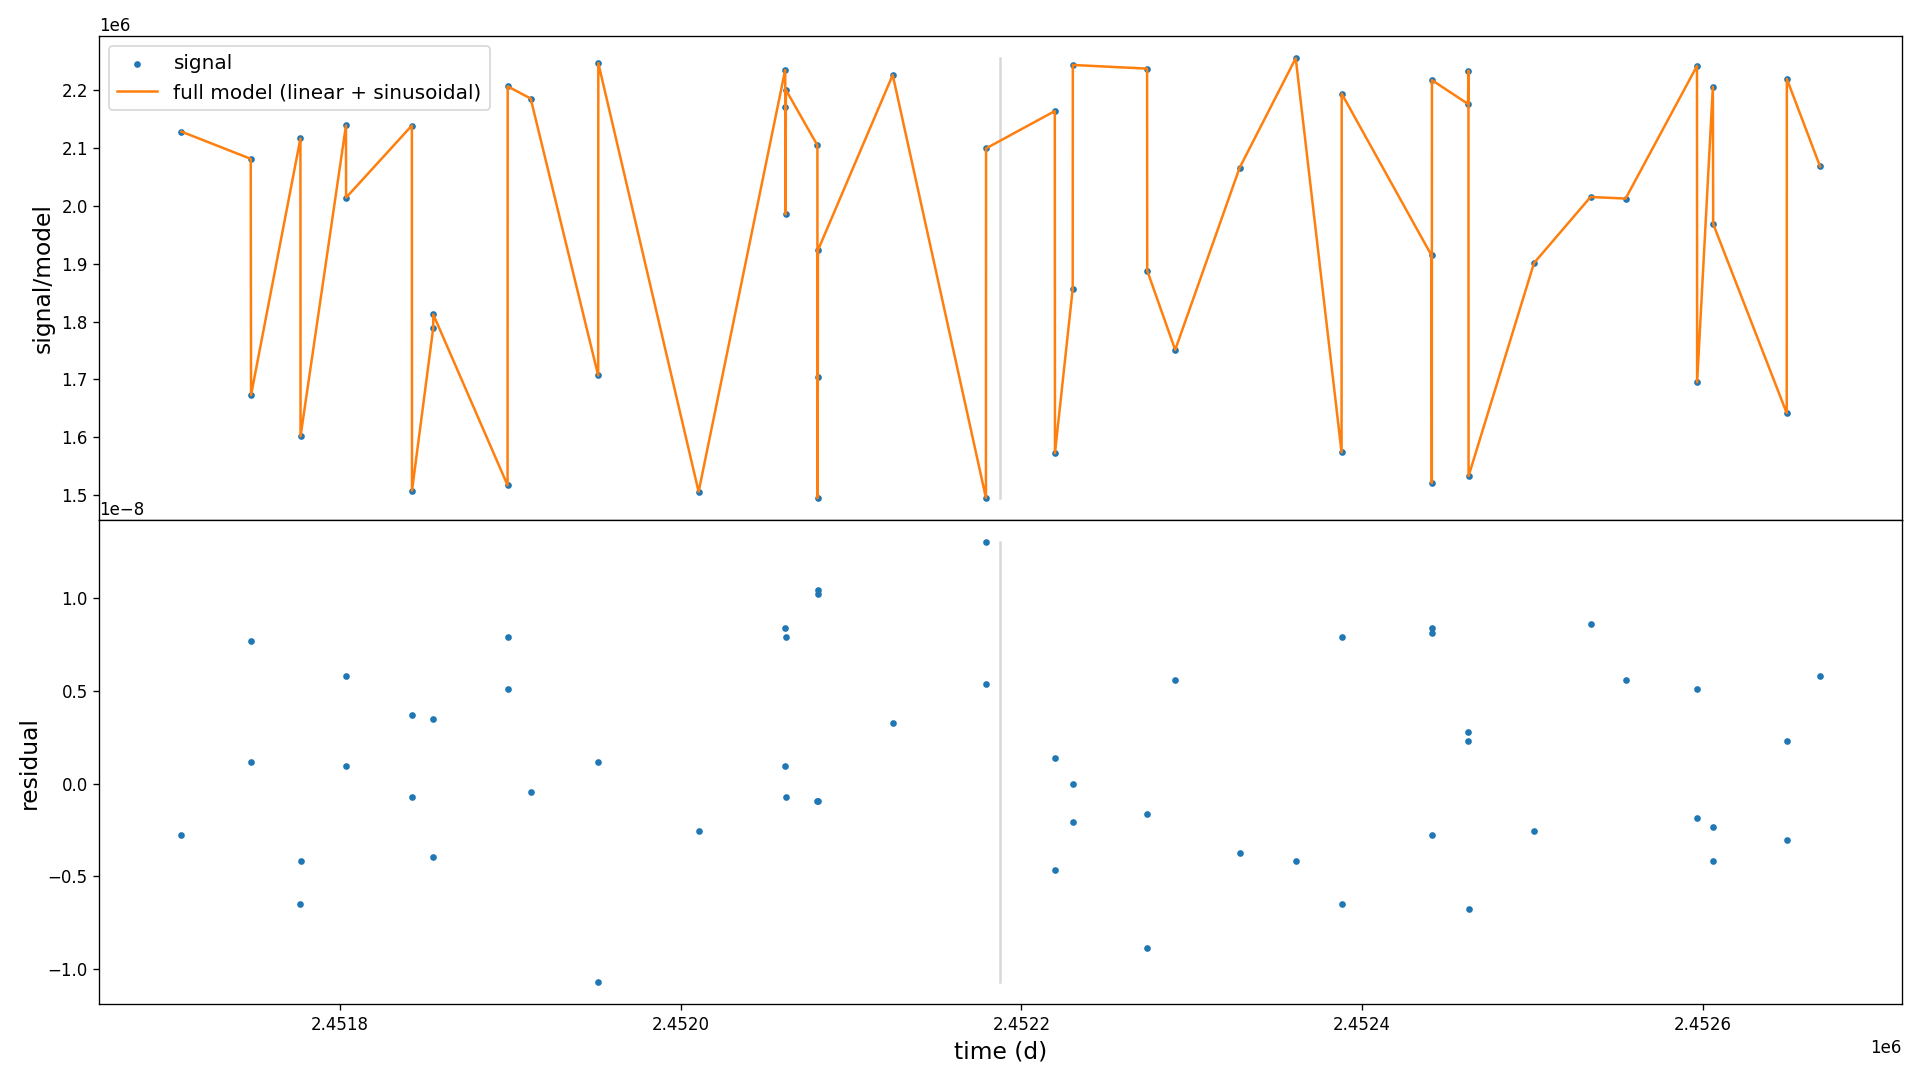 1e6
signal
full model (linear + sinusoidal)
2.2
2.1
2.0
1.9
1.8
1.7
1.6
1.5
signal/model
1e−8
1.0
0.5
0.0
−0.5
−1.0
residual
2.4518 2.4520 2.4522 2.4524 2.4526
time (d)
1e6